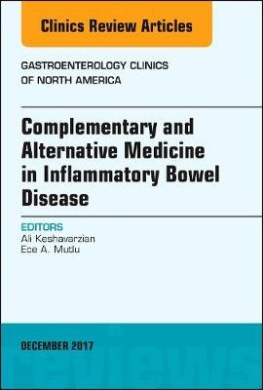 Clinics Review Articles
GASTROENTEROLOGY CLINICS
OF NORTH AMERICA
Complementary and
Alternative Medicine
in Inflammatory Bowel
Disease
EDITORS
Ali Keshavarzian
Ece A. Mutlu
DECEMBER 2017
reviews